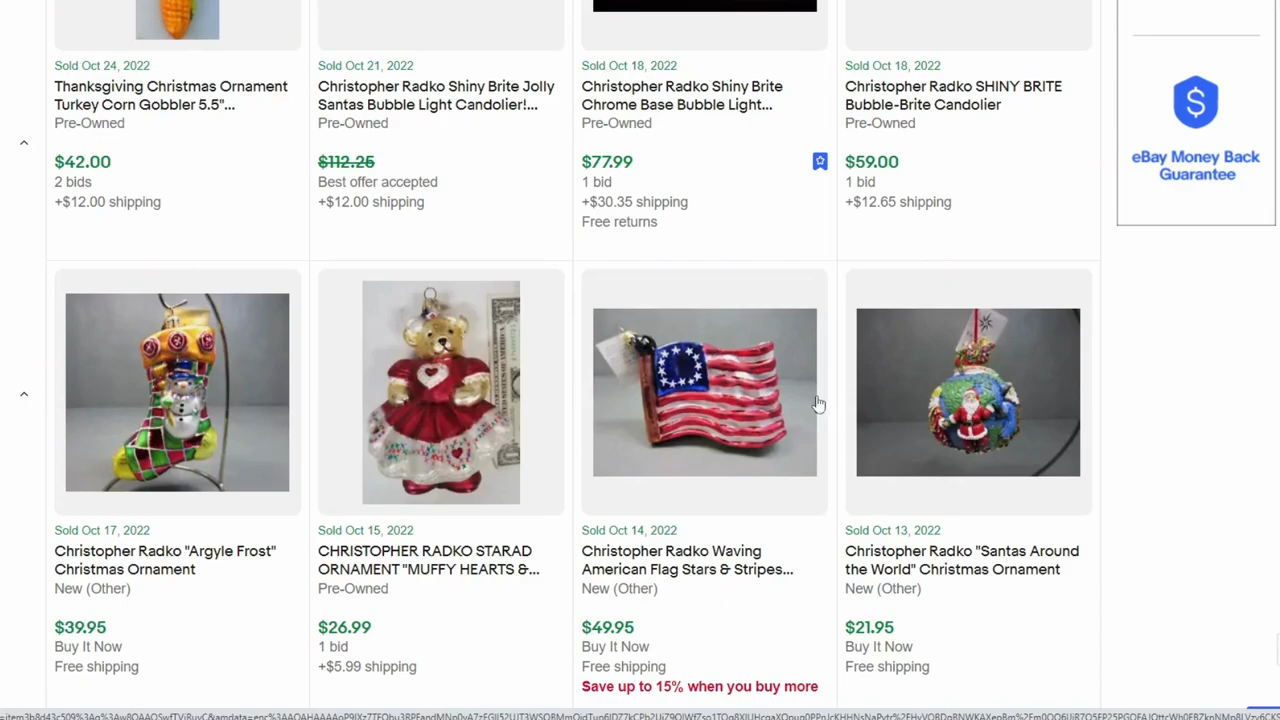 Sold Oct 24, 2022
Thanksgiving Christmas Ornament
Turkey Corn Gobbler 5.5"...
Pre-Owned
$42.00
2 bids
+$12.00 shipping
Sold Oct 21, 2022
Christopher Radko Shiny Brite Jolly
Santas Bubble Light Candolier!...
Pre-Owned
$112.25
Best offer accepted
+$12.00 shipping
Sold Oct 18, 2022
Christopher Radko Shiny Brite
Chrome Base Bubble Light...
Pre-Owned
$77.99
1 bid
+$30.35 shipping
Free returns
Sold Oct 18, 2022
Christopher Radko SHINY BRITE
Bubble-Brite Candolier
Pre-Owned
$59.00
1 bid
+$12.65 shipping
$
eBay Money Back
Guarantee
Sold Oct 17, 2022
Christopher Radko "Argyle Frost"
Christmas Ornament
New (Other)
$39.95
Buy It Now
Free shipping
Sold Oct 15, 2022
CHRISTOPHER RADKO STARAD
ORNAMENT "MUFFY HEARTS &...
Pre-Owned
$26.99
1 bid
+$5.99 shipping
Sold Oct 14, 2022
Christopher Radko Waving
American Flag Stars & Stripes...
New (Other)
$49.95
Buy It Now
Free shipping
Save up to 15% when you buy more
Sold Oct 13, 2022
Christopher Radko "Santas Around
the World" Christmas Ornament
New (Other)
$21.95
Buy It Now
Free shipping